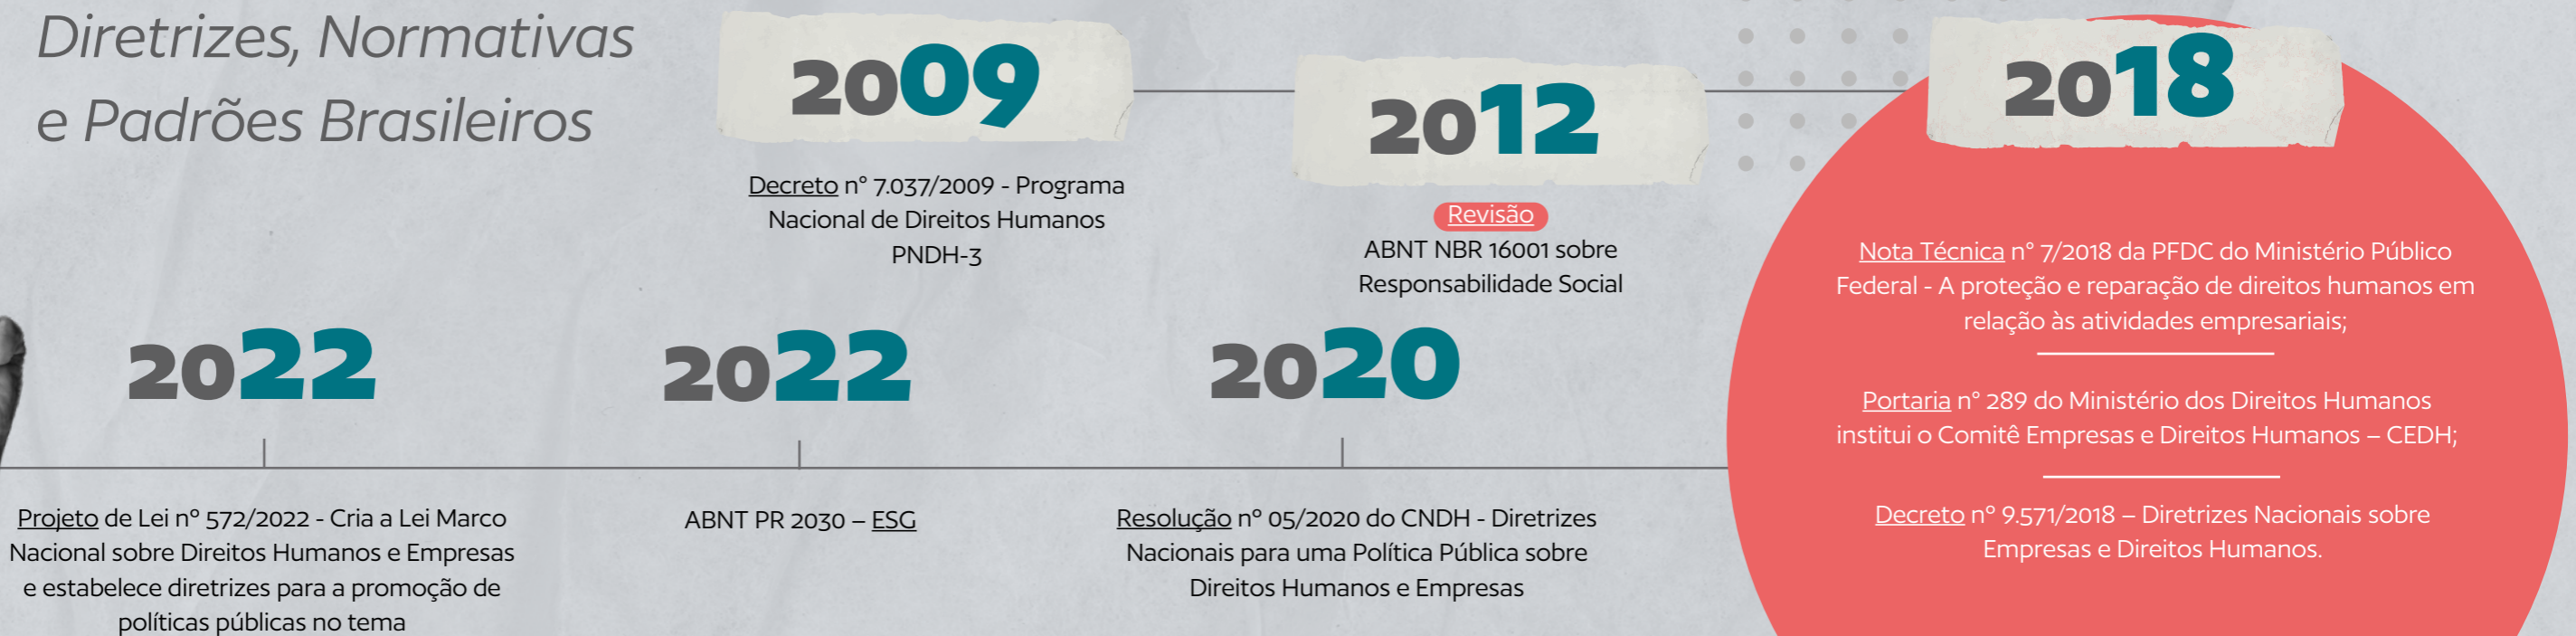 Diretrizes, Normativas
e Padrões Brasileiros
2009
Decreto n° 7.037/2009 - Programa
Nacional de Direitos Humanos
PNDH-3
2012
Revisão
ABNT NBR 16001 sobre
Responsabilidade Social
2018
Nota Técnica n° 7/2018 da PFDC do Ministério Público
Federal - A proteção e reparação de direitos humanos em
relação às atividades empresariais;
Portaria n° 289 do Ministério dos Direitos Humanos
institui o Comitê Empresas e Direitos Humanos – CEDH;
Decreto n° 9.571/2018 – Diretrizes Nacionais sobre
Empresas e Direitos Humanos.
2020
Resolução nº 05/2020 do CNDH - Diretrizes
Nacionais para uma Política Pública sobre
Direitos Humanos e Empresas
2022
ABNT PR 2030 – ESG
2022
Projeto de Lei nº 572/2022 - Cria a Lei Marco
Nacional sobre Direitos Humanos e Empresas
e estabelece diretrizes para a promoção de
políticas públicas no tema